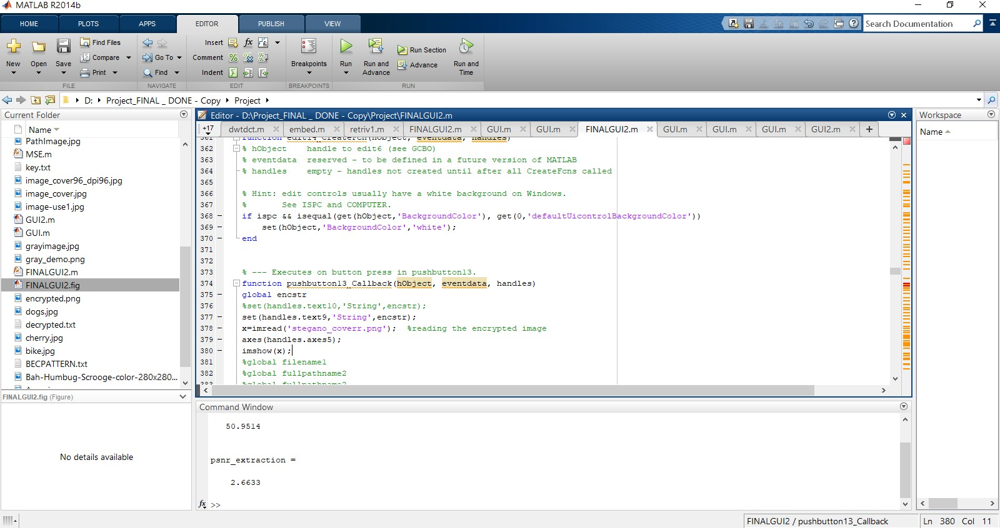 MATLAB R2014b
HOME PLOTS APPS EDITOR PUBLISH VIEW
Search Documentation
New Open Save Find Files Compare Print
Go To Find
Insert fx
Comment
Indent
Breakpoints
Run Run and Advance Run Section Advance Run and Time
FILE NAVIGATE EDIT BREAKPOINTS RUN
D: Project_FINAL _ DONE - Copy Project
Current Folder
Name
PathImage.jpg
MSE.m
key.txt
image_cover96_dpi96.jpg
image_cover.jpg
image-use1.jpg
GUI2.m
GUI.m
grayimage.jpg
gray_demo.png
FINALGUI2.m
FINALGUI2.fig
encrypted.png
dogs.jpg
decrypted.txt
cherry.jpg
bike.jpg
BECPATTERN.txt
Bah-Humbug-Scrooge-color-280x280...
FINALGUI2.fig (Figure)
No details available
Editor - D:\Project_FINAL _ DONE - Copy\Project\FINALGUI2.m
+17 dwtdct.m embed.m retriv1.m FINALGUI2.m GUI.m GUI.m FINALGUI2.m GUI.m GUI.m GUI.m GUI2.m +
361 function edit14_CreateFcn(hObject, eventdata, handles)
362 % hObject    handle to edit6 (see GCBO)
363 % eventdata  reserved - to be defined in a future version of MATLAB
364 % handles    empty - handles not created until after all CreateFcns called
365
366 % Hint: edit controls usually have a white background on Windows.
367 %       See ISPC and COMPUTER.
368 if ispc && isequal(get(hObject,'BackgroundColor'), get(0,'defaultUicontrolBackgroundColor'))
369     set(hObject,'BackgroundColor','white');
370 end
371
372
373 % --- Executes on button press in pushbutton13.
374 function pushbutton13_Callback(hObject, eventdata, handles)
375 global encstr
376 %set(handles.text10,'String',encstr);
377 set(handles.text9,'String',encstr);
378 x=imread('stegano_coverr.png');  %reading the encrypted image
379 axes(handles.axes5);
380 imshow(x);
381 %global filename1
382 %global fullpathname2
383 %global fullpathname2
Command Window
50.9514
psnr_extraction =
2.6633
fx >>
Workspace
Name
FINALGUI2 / pushbutton13_Callback Ln 380 Col 11